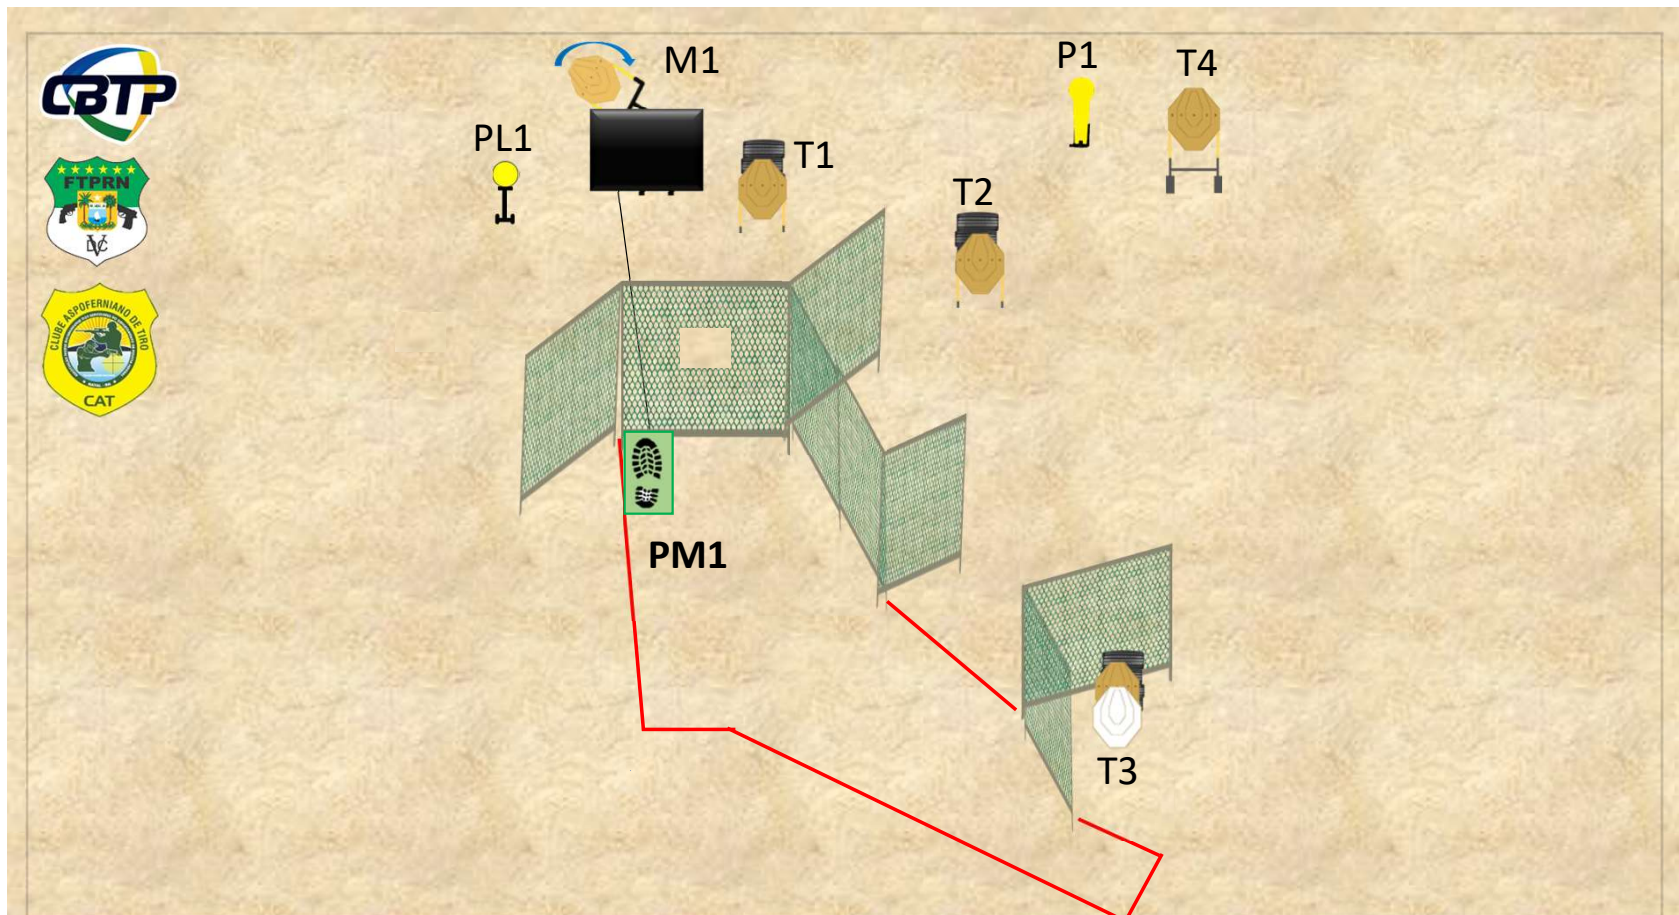 CBTP
FTPRN
CLUBE ASPOFERNIANO DE TIRO
CAT
M1
PL1
T1
P1
T4
T2
PM1
T3